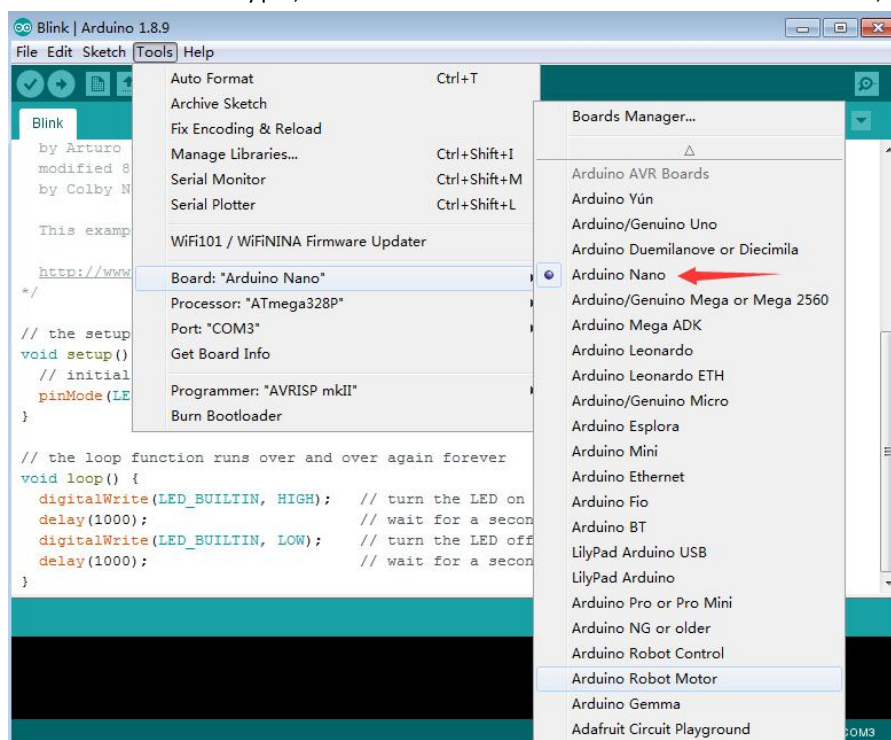 Blink | Arduino 1.8.9
File Edit Sketch Tools Help
Blink
by Arturo
modified 8
by Colby N
This examp
http://www
*/
// the setup
void setup()
// initial
pinMode(LE
}
// the loop function runs over and over again forever
void loop() {
digitalWrite(LED_BUILTIN, HIGH); // turn the LED on
delay(1000); // wait for a secon
digitalWrite(LED_BUILTIN, LOW); // turn the LED off
delay(1000); // wait for a secon
}
Auto Format Ctrl+T
Archive Sketch
Fix Encoding & Reload
Manage Libraries... Ctrl+Shift+I
Serial Monitor Ctrl+Shift+M
Serial Plotter Ctrl+Shift+L
WiFi101 / WiFiNINA Firmware Updater
Board: "Arduino Nano"
Processor: "ATmega328P"
Port: "COM3"
Get Board Info
Programmer: "AVRISP mkII"
Burn Bootloader
Boards Manager...
Arduino AVR Boards
Arduino Yún
Arduino/Genuino Uno
Arduino Duemilanove or Diecimila
Arduino Nano
Arduino/Genuino Mega or Mega 2560
Arduino Mega ADK
Arduino Leonardo
Arduino Leonardo ETH
Arduino/Genuino Micro
Arduino Esplora
Arduino Mini
Arduino Ethernet
Arduino Fio
Arduino BT
LilyPad Arduino USB
LilyPad Arduino
Arduino Pro or Pro Mini
Arduino NG or older
Arduino Robot Control
Arduino Robot Motor
Arduino Gemma
Adafruit Circuit Playground
COM3